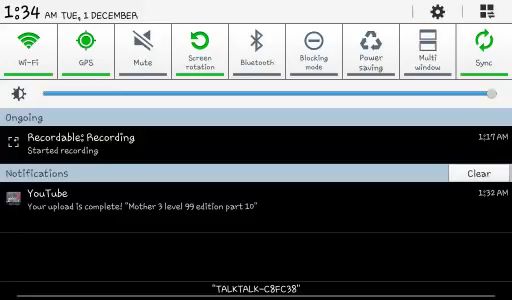 1:34 AM TUE, 1 DECEMBER
Wi-Fi
GPS
Mute
Screen rotation
Bluetooth
Blocking mode
Power saving
Multi window
Sync
Ongoing
Recordable: Recording 1:17 AM
Started recording
Notifications Clear
YouTube 1:32 AM
Your upload is complete! "Mother 3 level 99 edition part 10"
"TALKTALK-C8FC38"